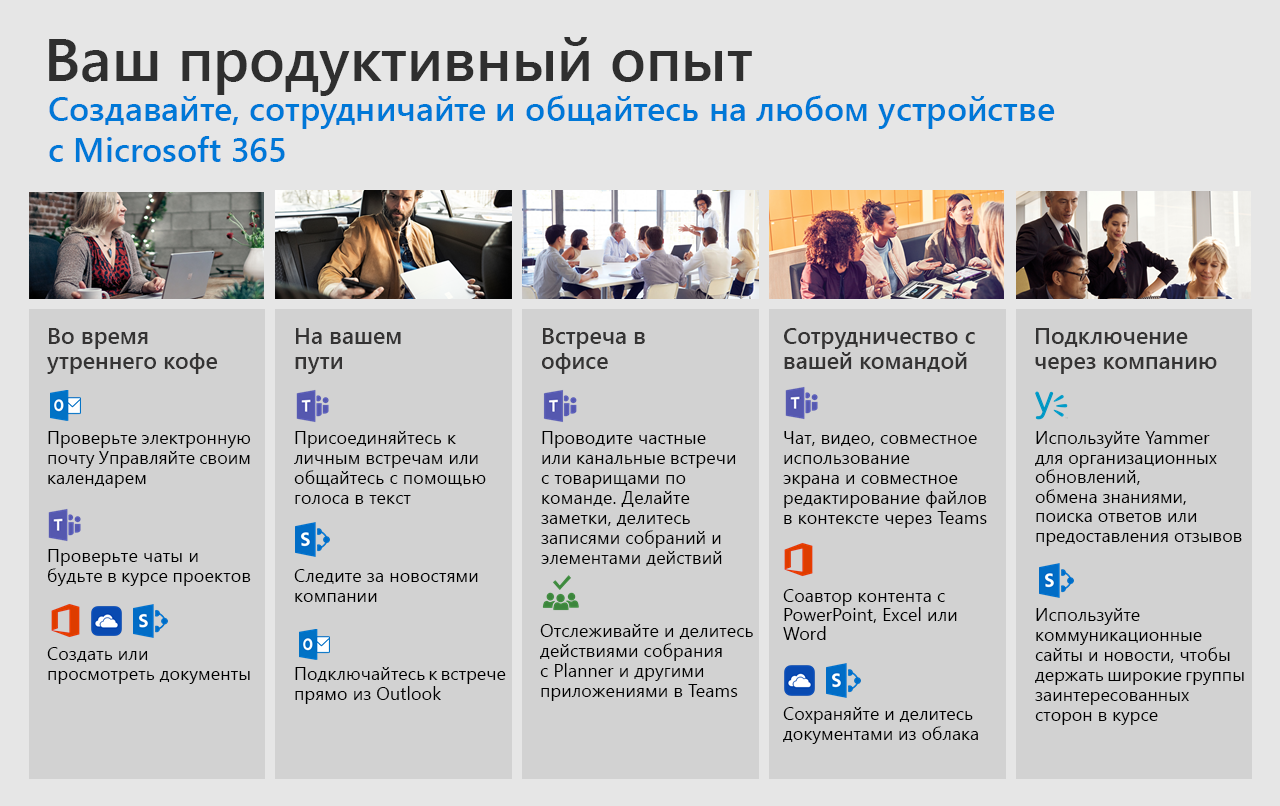 Ваш продуктивный опыт
Создавайте, сотрудничайте и общайтесь на любом устройстве
с Microsoft 365
Во время
утреннего кофе
Проверьте электронную
почту Управляйте своим
календарем
Проверьте чаты и
будьте в курсе проектов
Создать или
просмотреть документы
На вашем
пути
Присоединяйтесь к
личным встречам или
общайтесь с помощью
голоса в текст
Следите за новостями
компании
Подключайтесь к встрече
прямо из Outlook
Встреча в
офисе
Проводите частные
или канальные встречи
с товарищами по
команде. Делайте
заметки, делитесь
записями собраний и
элементами действий
Отслеживайте и делитесь
действиями собрания
с Planner и другими
приложениями в Teams
Сотрудничество с
вашей командой
Чат, видео, совместное
использование
экрана и совместное
редактирование файлов
в контексте через Teams
Соавтор контента с
PowerPoint, Excel или
Word
Сохраняйте и делитесь
документами из облака
Подключение
через компанию
Используйте Yammer
для организационных
обновлений,
обмена знаниями,
поиска ответов или
предоставления отзывов
Используйте
коммуникационные
сайты и новости, чтобы
держать широкие группы
заинтересованных
сторон в курсе